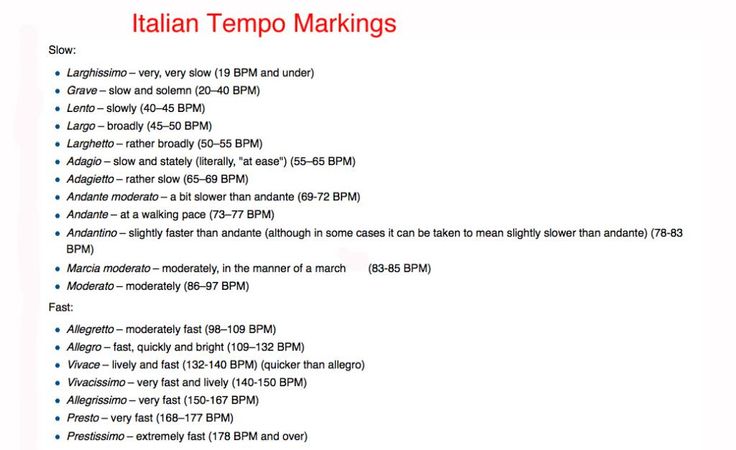 Italian Tempo Markings
Slow:
• Larghissimo – very, very slow (19 BPM and under)
• Grave – slow and solemn (20–40 BPM)
• Lento – slowly (40–45 BPM)
• Largo – broadly (45–50 BPM)
• Larghetto – rather broadly (50–55 BPM)
• Adagio – slow and stately (literally, "at ease") (55–65 BPM)
• Adagietto – rather slow (65–69 BPM)
• Andante moderato – a bit slower than andante (69-72 BPM)
• Andante – at a walking pace (73–77 BPM)
• Andantino – slightly faster than andante (although in some cases it can be taken to mean slightly slower than andante) (78-83
BPM)
• Marcia moderato – moderately, in the manner of a march (83-85 BPM)
• Moderato – moderately (86–97 BPM)
Fast:
• Allegretto – moderately fast (98–109 BPM)
• Allegro – fast, quickly and bright (109–132 BPM)
• Vivace – lively and fast (132-140 BPM) (quicker than allegro)
• Vivacissimo – very fast and lively (140-150 BPM)
• Allegrissimo – very fast (150-167 BPM)
• Presto – very fast (168–177 BPM)
• Prestissimo – extremely fast (178 BPM and over)